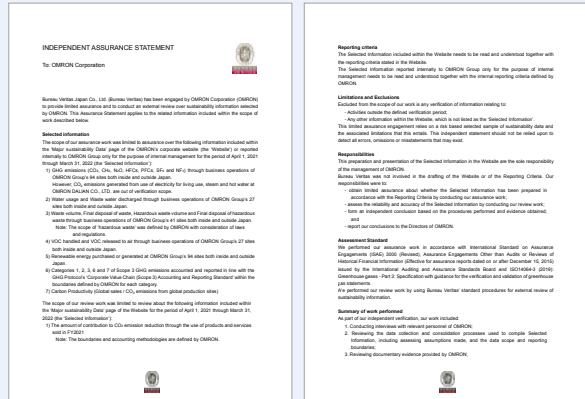 INDEPENDENT ASSURANCE STATEMENT
To: OMRON Corporation
Bureau Veritas Japan Co., Ltd. (Bureau Veritas) has been engaged by OMRON Corporation (OMRON)
to provide limited assurance and to conduct an external review over sustainability information selected
by OMRON. This Assurance Statement applies to the related information included within the scope of
work described below.
Selected information
The scope of our assurance work was limited to assurance over the following information included within
the 'Major sustainability Data' page of the OMRON's corporate website (the 'Website') or reported
internally to OMRON Group only for the purpose of internal management for the period of April 1, 2021
through March 31, 2022 (the 'Selected Information'):
1) GHG emissions (CO₂, CH₄, N₂O, HFCs, PFCs, SF₆ and NF₃) through business operations of
OMRON Group's 94 sites both inside and outside Japan.
However, CO₂ emissions generated from use of electricity for living use, steam and hot water at
OMRON DALIAN CO., LTD. are out of verification scope.
2) Water usage and Waste water discharged through business operations of OMRON Group's 27
sites both inside and outside Japan.
3) Waste volume, Final disposal of waste, Hazardous waste volume and Final disposal of hazardous
waste through business operations of OMRON Group's 41 sites both inside and outside Japan.
Note: The scope of 'hazardous waste' was defined by OMRON with consideration of laws
and regulations.
4) VOC handled and VOC released to air through business operations of OMRON Group's 27 sites
both inside and outside Japan.
5) Renewable energy purchased or generated at OMRON Group's 94 sites both inside and outside
Japan.
6) Categories 1, 2, 3, 6 and 7 of Scope 3 GHG emissions accounted and reported in line with the
GHG Protocol's 'Corporate Value Chain (Scope 3) Accounting and Reporting Standard' within the
boundaries defined by OMRON for each category.
7) Carbon Productivity (Global sales / CO₂ emissions from global production sites)
The scope of our review work was limited to review about the following information included within
the 'Major sustainability Data' page of the Website for the period of April 1, 2021 through March 31,
2022 (the 'Selected Information'):
1) The amount of contribution to CO₂ emission reduction through the use of products and services
sold in FY2021
Note: The boundaries and accounting methodologies are defined by OMRON.
Reporting criteria
The Selected Information included within the Website needs to be read and understood together with
the reporting criteria stated in the Website.
The Selected Information reported internally to OMRON Group only for the purpose of internal
management needs to be read and understood together with the internal reporting criteria defined by
OMRON.
Limitations and Exclusions
Excluded from the scope of our work is any verification of information relating to:
- Activities outside the defined verification period;
- Any other information within the Website, which is not listed as the 'Selected Information'.
This limited assurance engagement relies on a risk based selected sample of sustainability data and
the associated limitations that this entails. This independent statement should not be relied upon to
detect all errors, omissions or misstatements that may exist.
Responsibilities
This preparation and presentation of the Selected Information in the Website are the sole responsibility
of the management of OMRON.
Bureau Veritas was not involved in the drafting of the Website or of the Reporting Criteria. Our
responsibilities were to:
- obtain limited assurance about whether the Selected Information has been prepared in
accordance with the Reporting Criteria by conducting our assurance work;
- assess the reliability and accuracy of the Selected Information by conducting our review work;
- form an independent conclusion based on the procedures performed and evidence obtained;
and
- report our conclusions to the Directors of OMRON.
Assessment Standard
We performed our assurance work in accordance with International Standard on Assurance
Engagements (ISAE) 3000 (Revised), Assurance Engagements Other than Audits or Reviews of
Historical Financial Information (Effective for assurance reports dated on or after December 15, 2015)
issued by the International Auditing and Assurance Standards Board and ISO14064-3 (2019):
Greenhouse gases - Part 3: Specification with guidance for the verification and validation of greenhouse
gas statements.
We performed our review work by using Bureau Veritas' standard procedures for external review of
sustainability information.
Summary of work performed
As part of our independent verification, our work included:
1. Conducting interviews with relevant personnel of OMRON;
2. Reviewing the data collection and consolidation processes used to compile Selected
Information, including assessing assumptions made, and the data scope and reporting
boundaries;
3. Reviewing documentary evidence provided by OMRON;